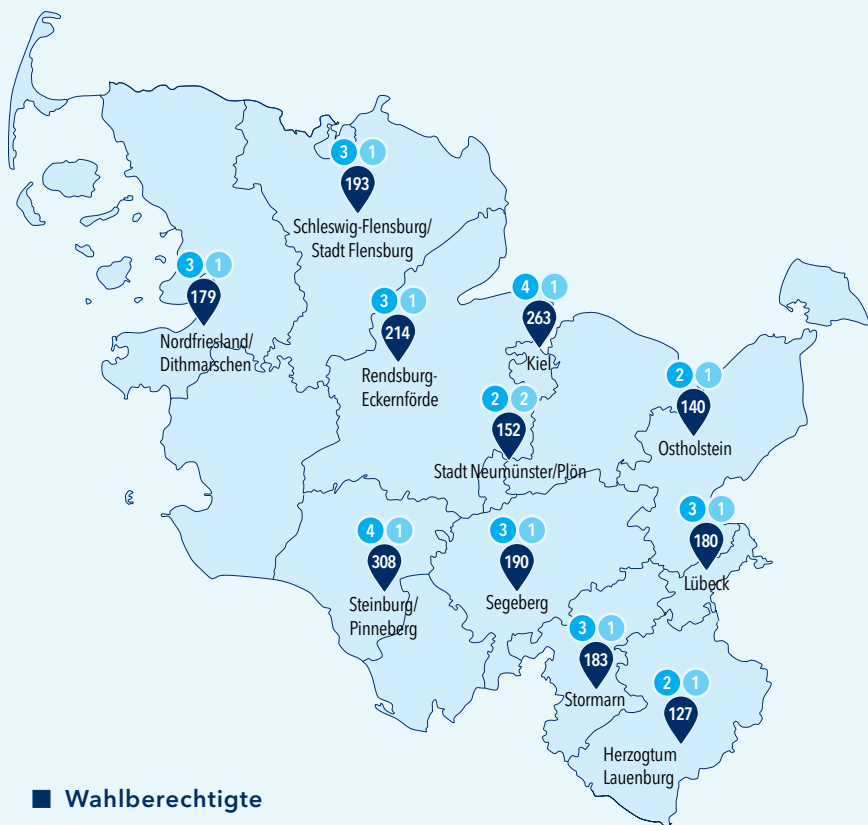 3 1
193
Schleswig-Flensburg/
Stadt Flensburg
3 1
179
Nordfriesland/
Dithmarschen
3 1
214
Rendsburg-
Eckernförde
4 1
263
Kiel
2 1
140
Ostholstein
2 2
152
Stadt Neumünster/Plön
3 1
180
Lübeck
4 1
308
Steinburg/
Pinneberg
3 1
190
Segeberg
3 1
183
Stormarn
2 1
127
Herzogtum
Lauenburg
Wahlberechtigte